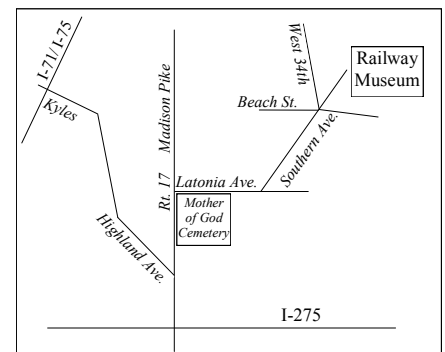 I-71/I-75
Kyles
Rt. 17 Madison Pike
West 34th
Railway
Museum
Beach St.
Southern Ave.
Latonia Ave.
Mother
of God
Cemetery
Highland Ave.
I-275